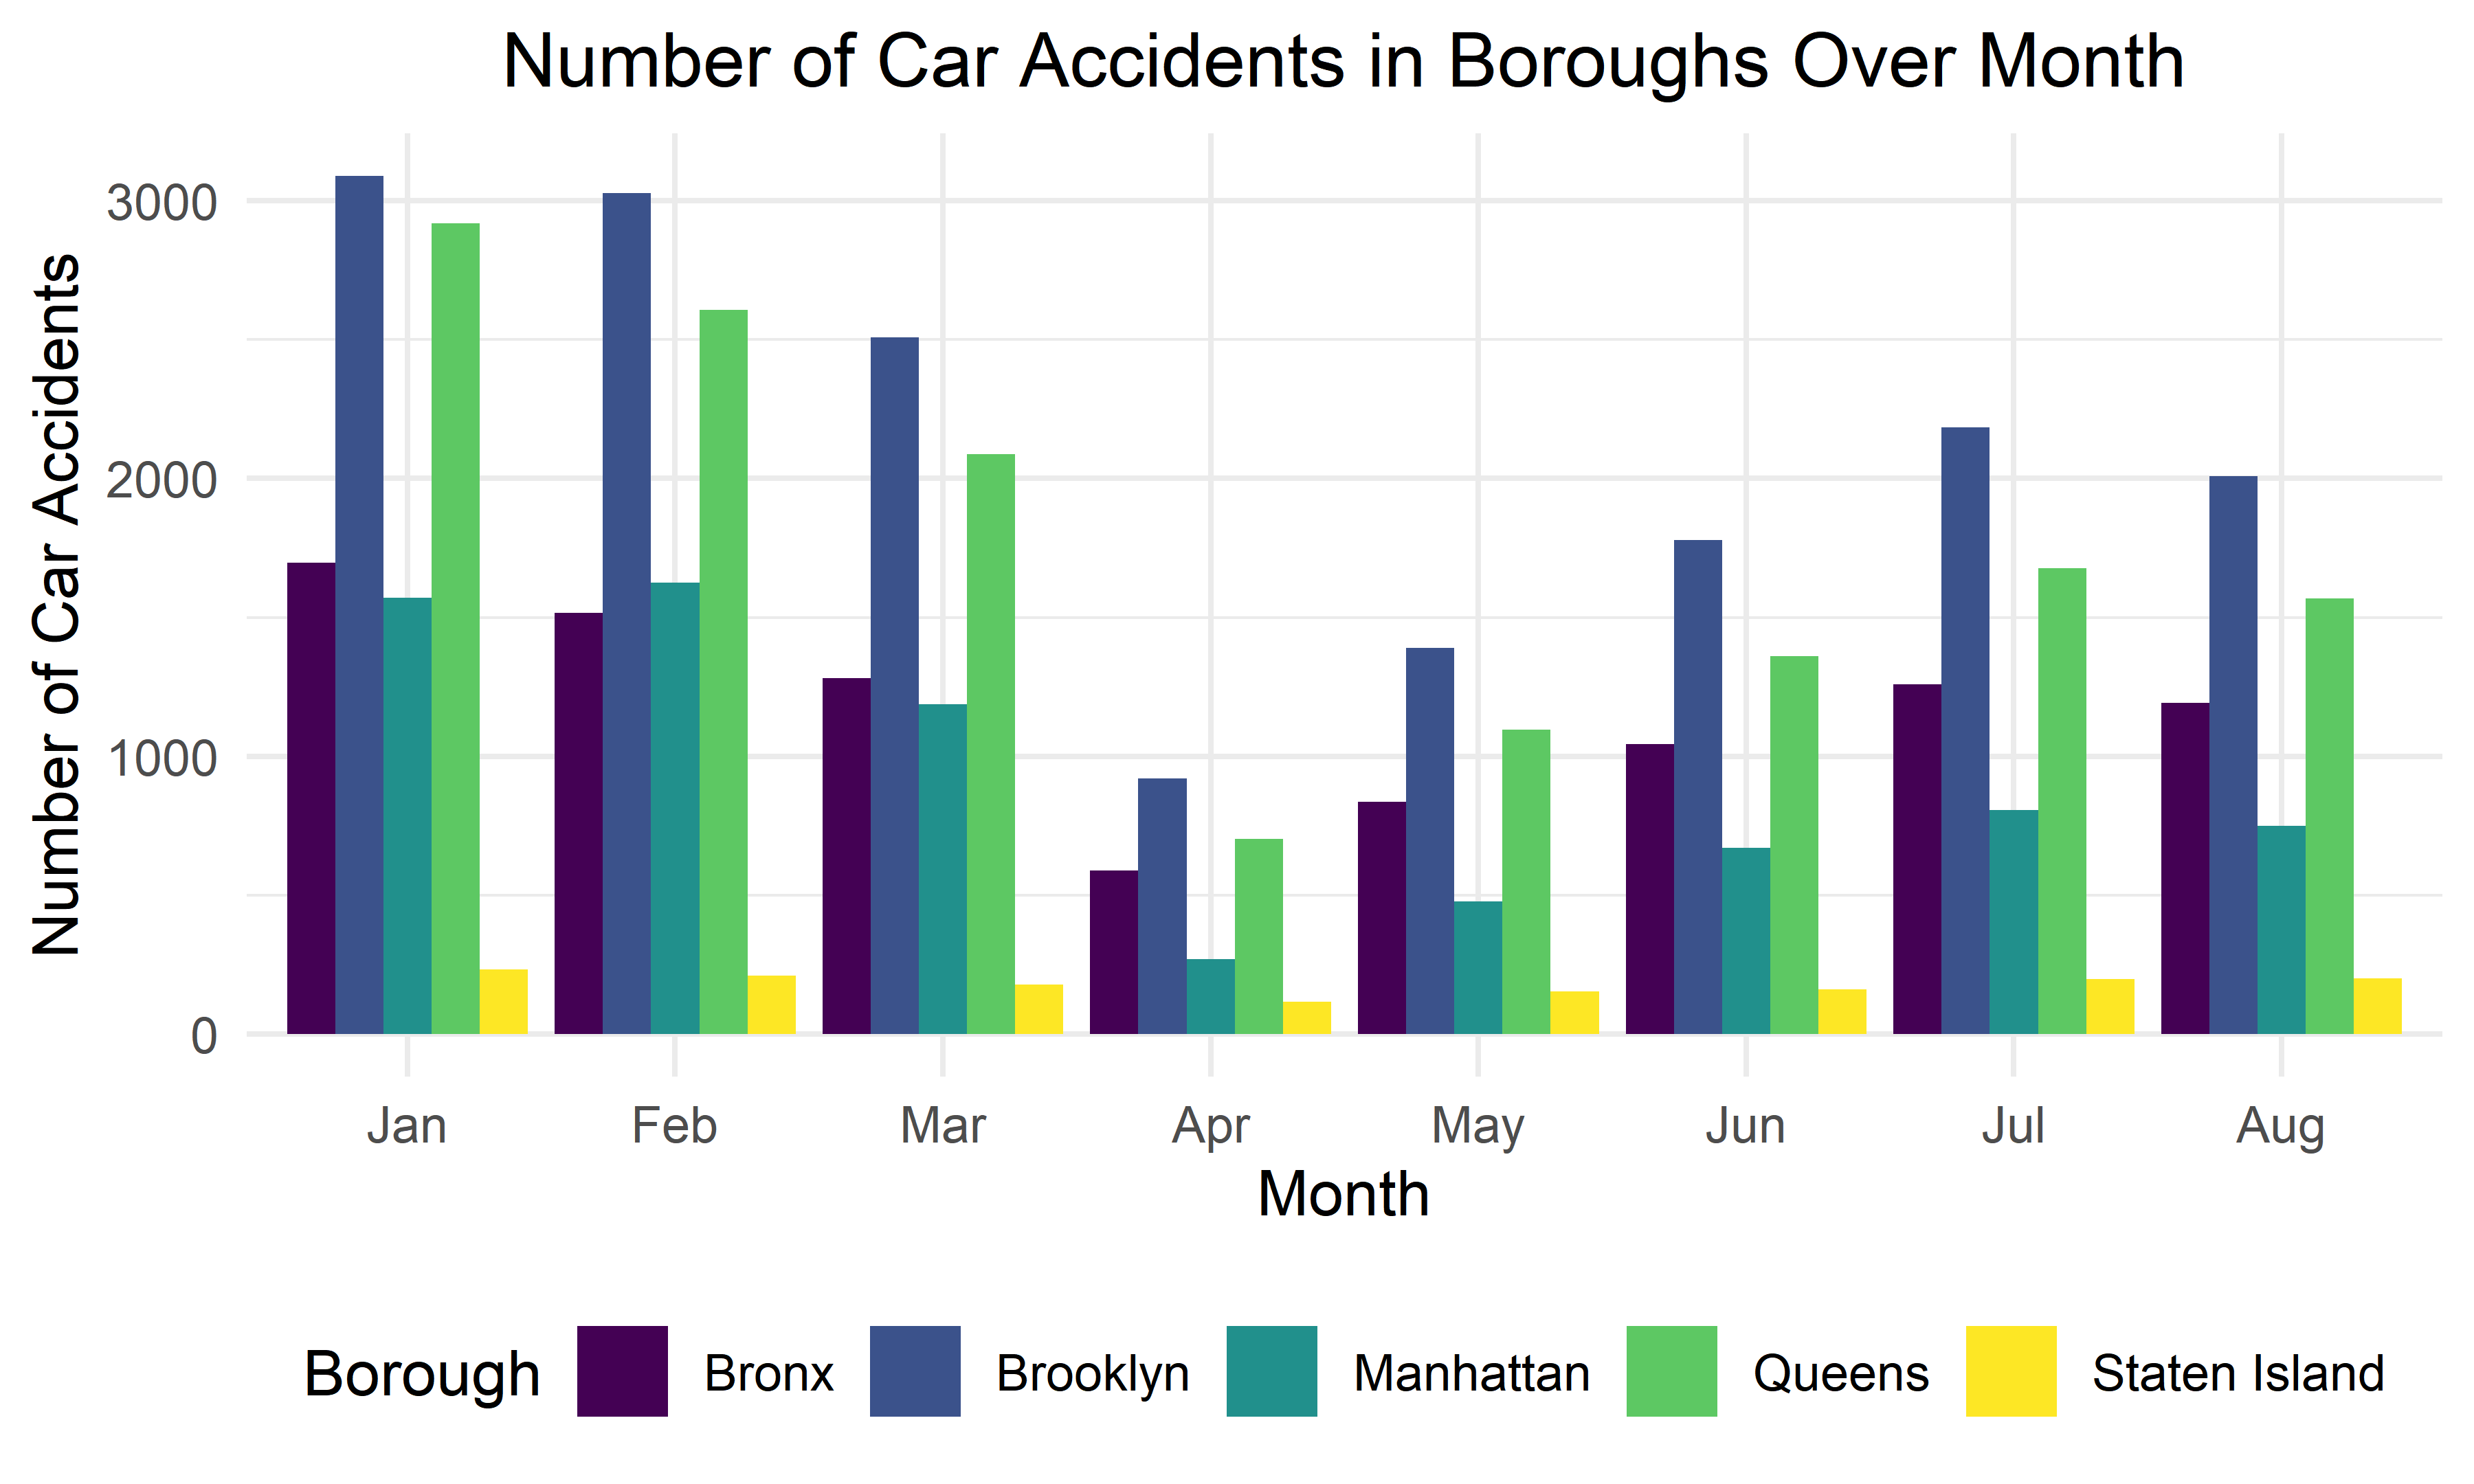 Number of Car Accidents in Boroughs Over Month
Number of Car Accidents
3000
2000
1000
0
Jan Feb Mar Apr May Jun Jul Aug
Month
Borough Bronx Brooklyn Manhattan Queens Staten Island